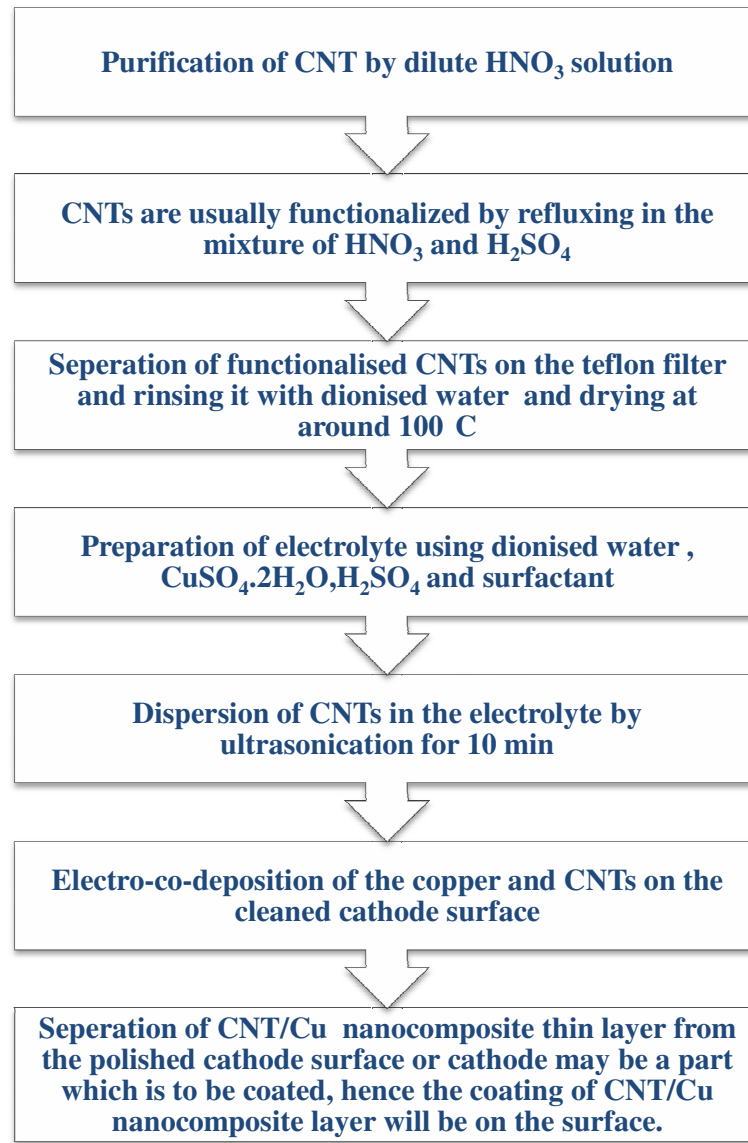 Purification of CNT by dilute HNO₃ solution
CNTs are usually functionalized by refluxing in the
mixture of HNO₃ and H₂SO₄
Seperation of functionalised CNTs on the teflon filter
and rinsing it with dionised water and drying at
around 100 C
Preparation of electrolyte using dionised water ,
CuSO₄.2H₂O,H₂SO₄ and surfactant
Dispersion of CNTs in the electrolyte by
ultrasonication for 10 min
Electro-co-deposition of the copper and CNTs on the
cleaned cathode surface
Seperation of CNT/Cu nanocomposite thin layer from
the polished cathode surface or cathode may be a part
which is to be coated, hence the coating of CNT/Cu
nanocomposite layer will be on the surface.